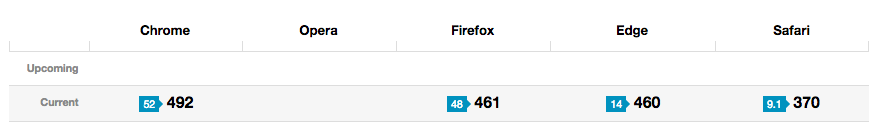 Chrome Opera Firefox Edge Safari
Upcoming
Current 52 492 48 461 14 460 9.1 370